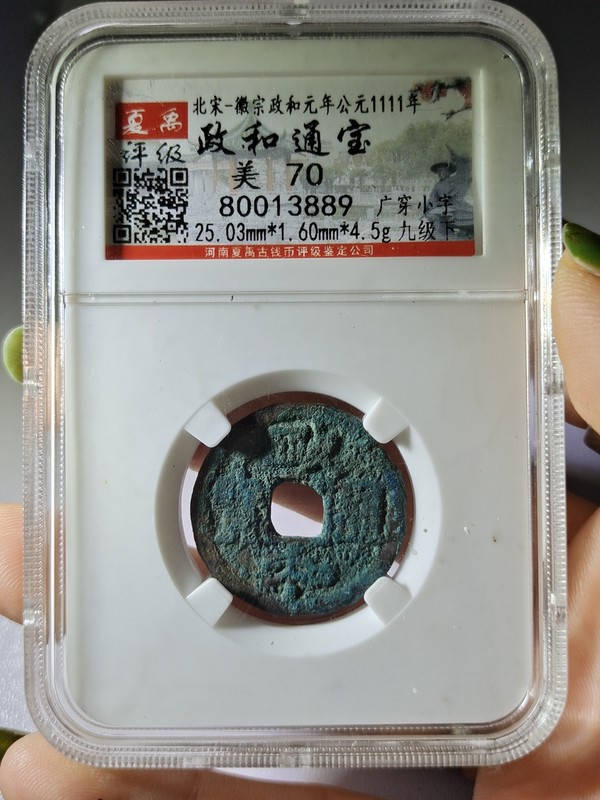 北宋-徽宗政和元年公元1111年
夏禹
评级
政和通宝
美 70
80013889 广穿小字
25.03mm*1.60mm*4.5g 九级下
河南夏禹古钱币评级鉴定公司